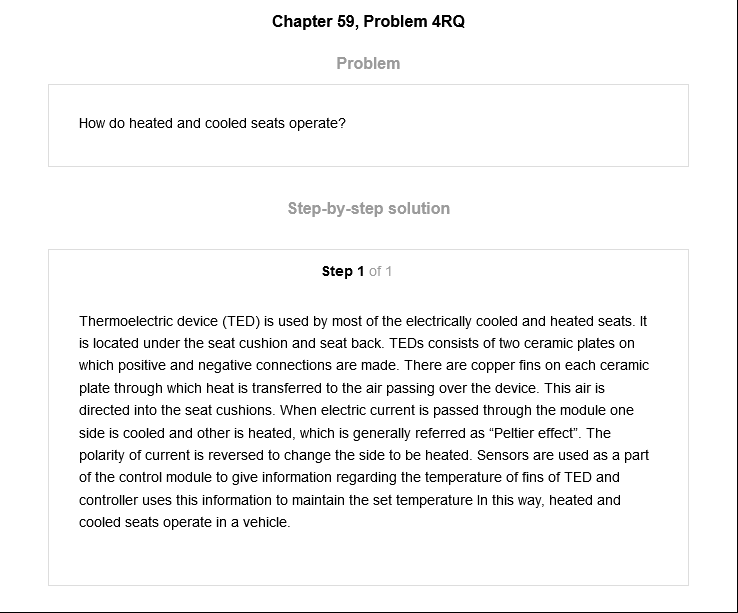 Chapter 59, Problem 4RQ
Problem
How do heated and cooled seats operate?
Step-by-step solution
Step 1 of 1
Thermoelectric device (TED) is used by most of the electrically cooled and heated seats. It
is located under the seat cushion and seat back. TEDs consists of two ceramic plates on
which positive and negative connections are made. There are copper fins on each ceramic
plate through which heat is transferred to the air passing over the device. This air is
directed into the seat cushions. When electric current is passed through the module one
side is cooled and other is heated, which is generally referred as “Peltier effect”. The
polarity of current is reversed to change the side to be heated. Sensors are used as a part
of the control module to give information regarding the temperature of fins of TED and
controller uses this information to maintain the set temperature In this way, heated and
cooled seats operate in a vehicle.